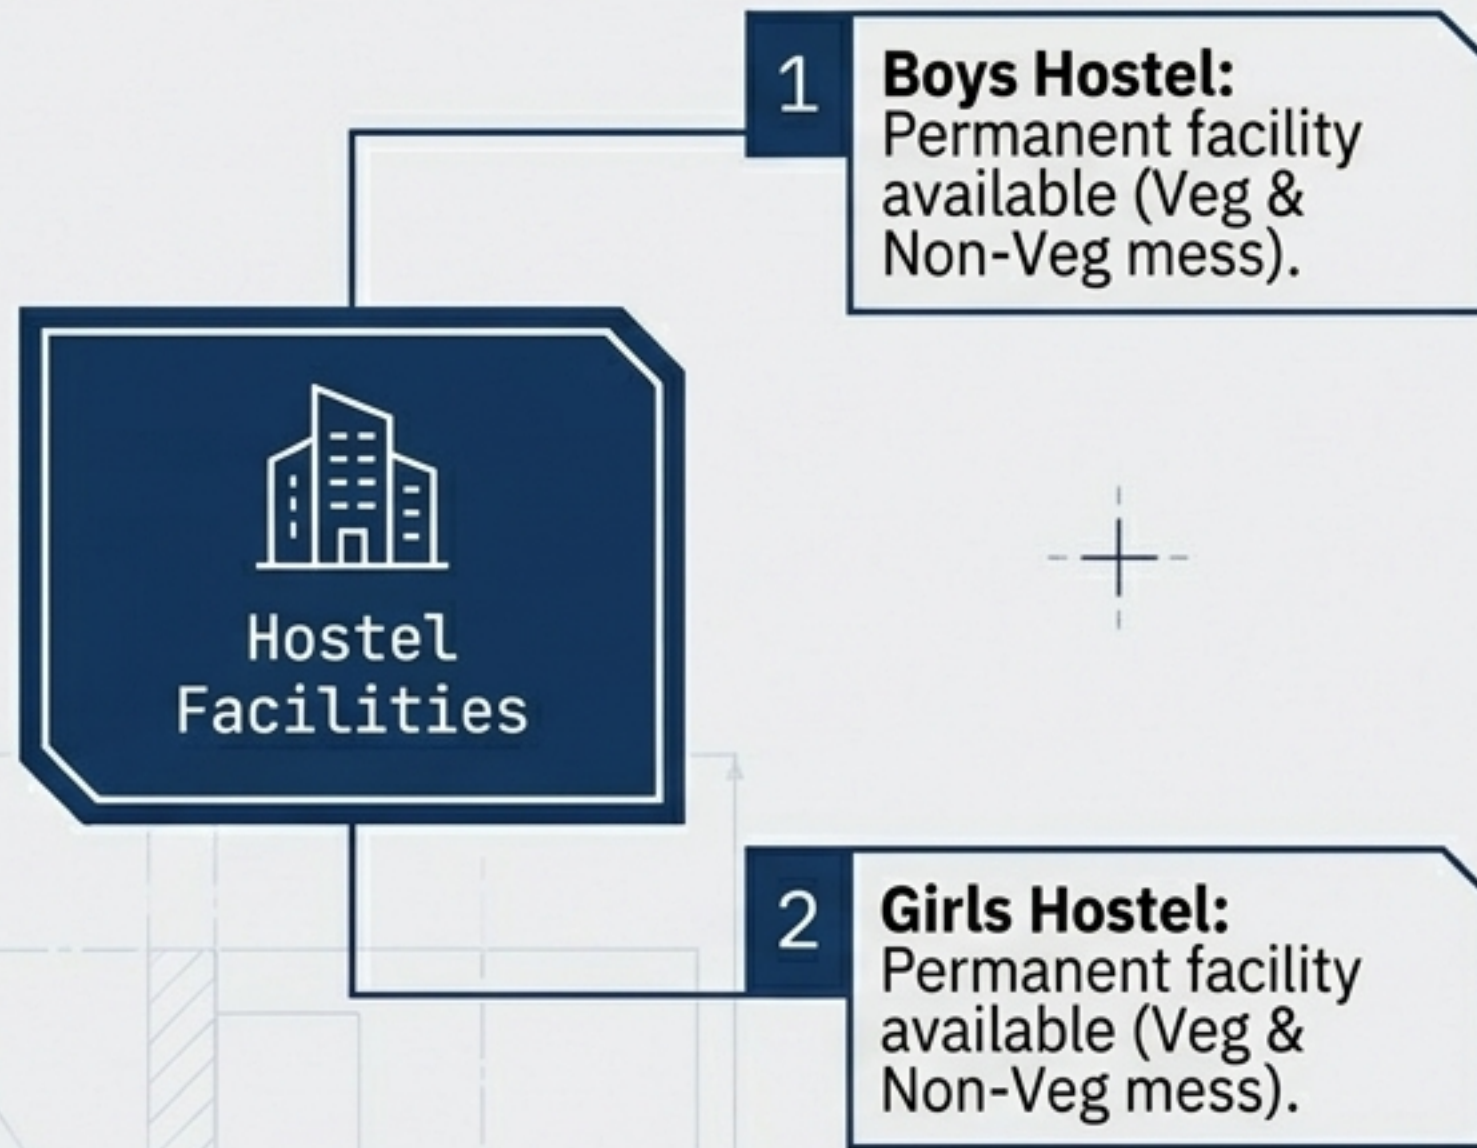 1
Boys Hostel:
Permanent facility
available (Veg &
Non-Veg mess).
Hostel
Facilities
2
Girls Hostel:
Permanent facility
available (Veg &
Non-Veg mess).